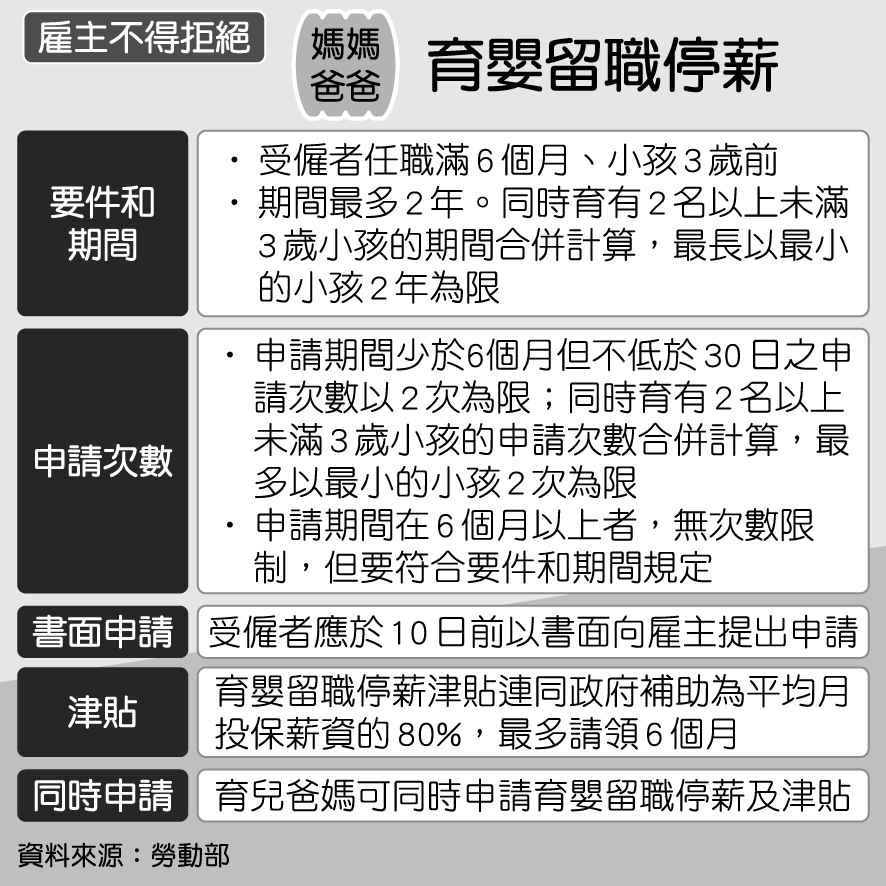 雇主不得拒絕
媽媽
爸爸
育嬰留職停薪
要件和
期間
・受僱者任職滿6個月、小孩3歲前
・期間最多2年。同時育有2名以上未滿
3歲小孩的期間合併計算，最長以最小
的小孩2年為限
申請次數
・申請期間少於6個月但不低於30日之申
請次數以2次為限；同時育有2名以上
未滿3歲小孩的申請次數合併計算，最
多以最小的小孩2次為限
・申請期間在6個月以上者，無次數限
制，但要符合要件和期間規定
書面申請
受僱者應於10日前以書面向雇主提出申請
津貼
育嬰留職停薪津貼連同政府補助為平均月
投保薪資的80%，最多請領6個月
同時申請
育兒爸媽可同時申請育嬰留職停薪及津貼
資料來源：勞動部